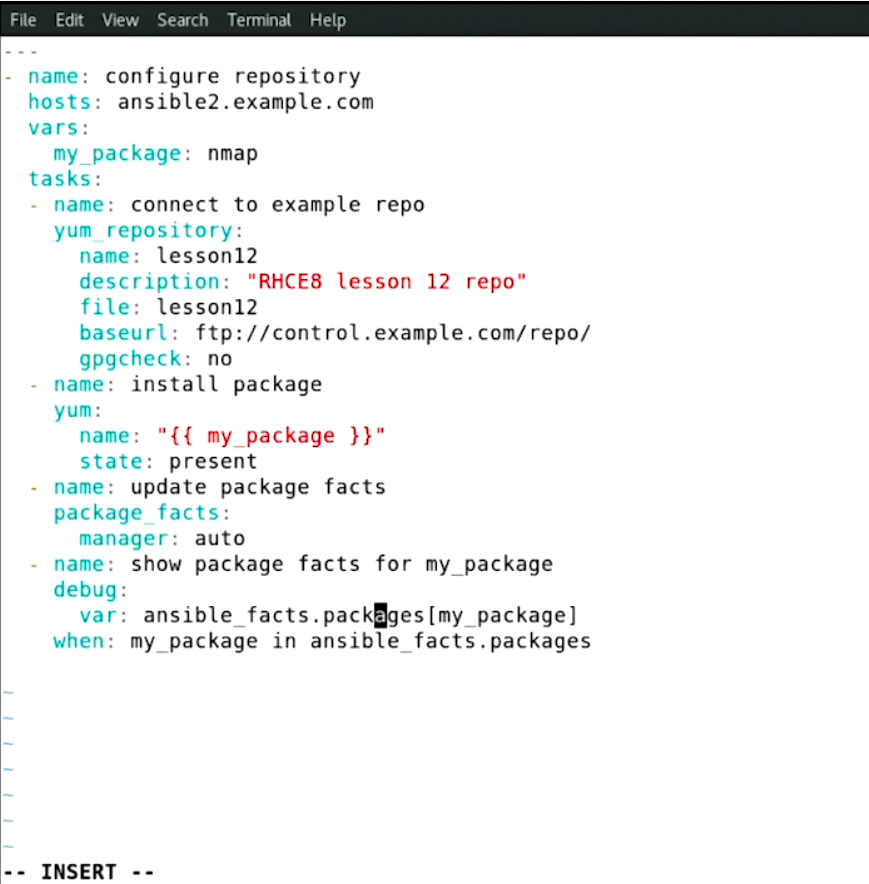 File Edit View Search Terminal Help
---
- name: configure repository
  hosts: ansible2.example.com
  vars:
    my_package: nmap
  tasks:
  - name: connect to example repo
    yum_repository:
      name: lesson12
      description: "RHCE8 lesson 12 repo"
      file: lesson12
      baseurl: ftp://control.example.com/repo/
      gpgcheck: no
  - name: install package
    yum:
      name: "{{ my_package }}"
      state: present
  - name: update package facts
    package_facts:
      manager: auto
  - name: show package facts for my_package
    debug:
      var: ansible_facts.packages[my_package]
    when: my_package in ansible_facts.packages
~
~
~
~
~
~
~
-- INSERT --